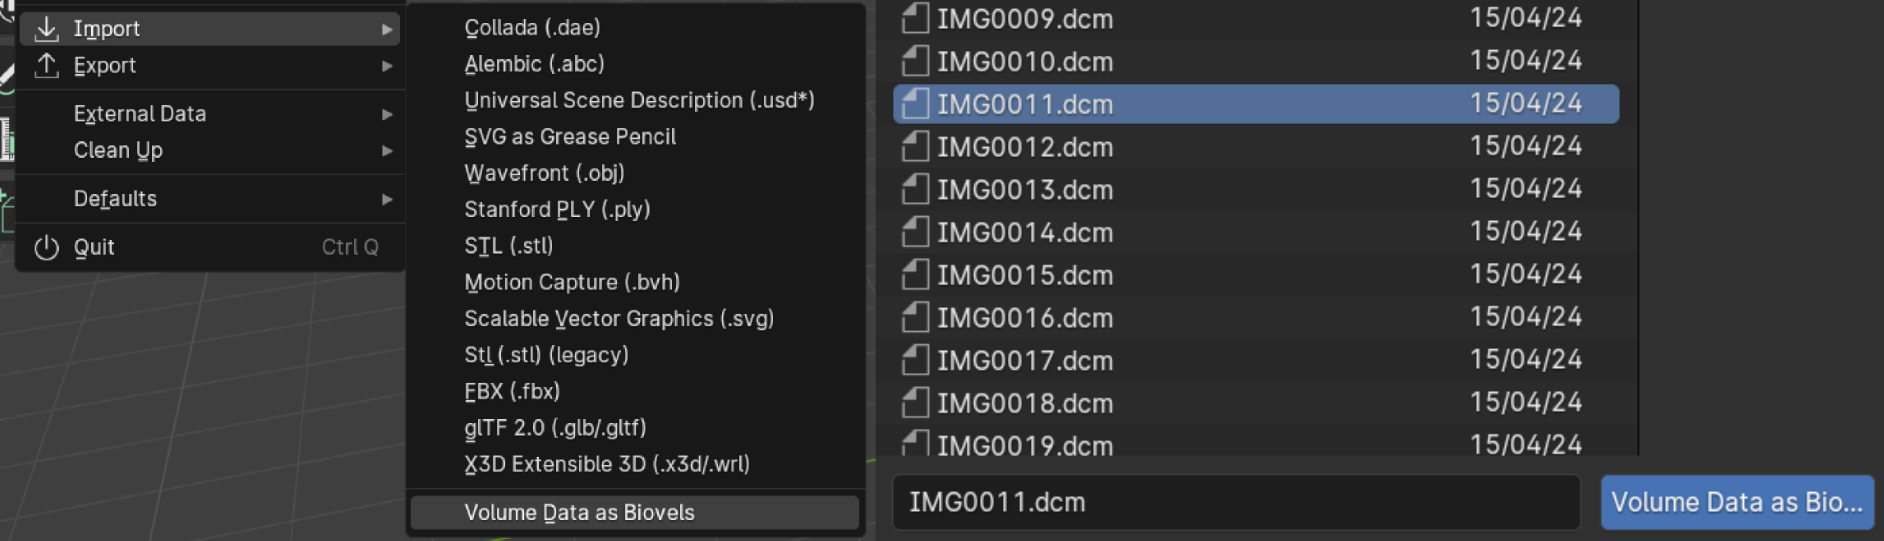 Import
Export
External Data
Clean Up
Defaults
Quit Ctrl Q
Collada (.dae)
Alembic (.abc)
Universal Scene Description (.usd*)
SVG as Grease Pencil
Wavefront (.obj)
Stanford PLY (.ply)
STL (.stl)
Motion Capture (.bvh)
Scalable Vector Graphics (.svg)
Stl (.stl) (legacy)
FBX (.fbx)
glTF 2.0 (.glb/.gltf)
X3D Extensible 3D (.x3d/.wrl)
Volume Data as Biovels
IMG0009.dcm 15/04/24
IMG0010.dcm 15/04/24
IMG0011.dcm 15/04/24
IMG0012.dcm 15/04/24
IMG0013.dcm 15/04/24
IMG0014.dcm 15/04/24
IMG0015.dcm 15/04/24
IMG0016.dcm 15/04/24
IMG0017.dcm 15/04/24
IMG0018.dcm 15/04/24
IMG0019.dcm 15/04/24
IMG0011.dcm
Volume Data as Bio...